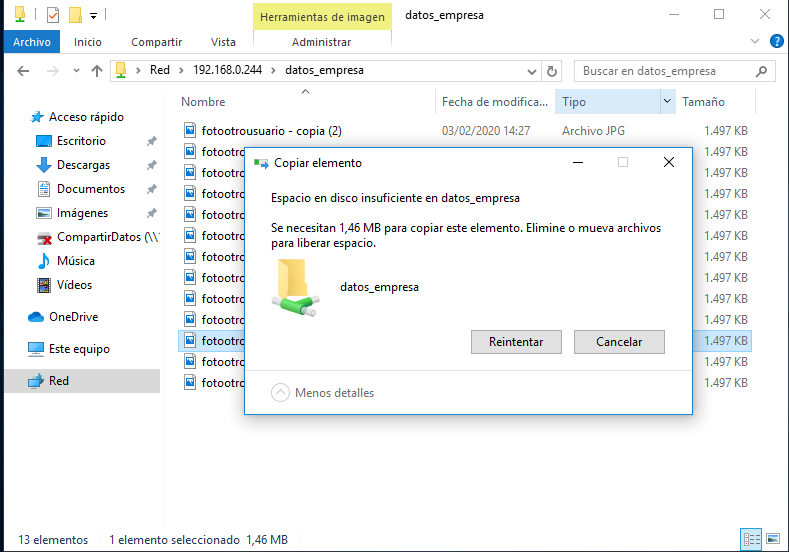 Herramientas de imagen
datos_empresa
Archivo
Inicio
Compartir
Vista
Administrar
Red
192.168.0.244
datos_empresa
Buscar en datos_empresa
Nombre
Fecha de modifica...
Tipo
Tamaño
Acceso rápido
Escritorio
Descargas
Documentos
Imágenes
CompartirDatos (\\
Música
Vídeos
OneDrive
Este equipo
Red
fotootrousuario - copia (2)
03/02/2020 14:27
Archivo JPG
1.497 KB
fotootro
1.497 KB
fotootro
1.497 KB
fotootro
1.497 KB
fotootro
1.497 KB
fotootro
1.497 KB
fotootro
1.497 KB
fotootro
1.497 KB
fotootro
1.497 KB
fotootro
1.497 KB
fotootro
1.497 KB
fotootro
1.497 KB
fotootro
1.497 KB
Copiar elemento
Espacio en disco insuficiente en datos_empresa
Se necesitan 1,46 MB para copiar este elemento. Elimine o mueva archivos
para liberar espacio.
datos_empresa
Reintentar
Cancelar
Menos detalles
13 elementos
1 elemento seleccionado 1,46 MB